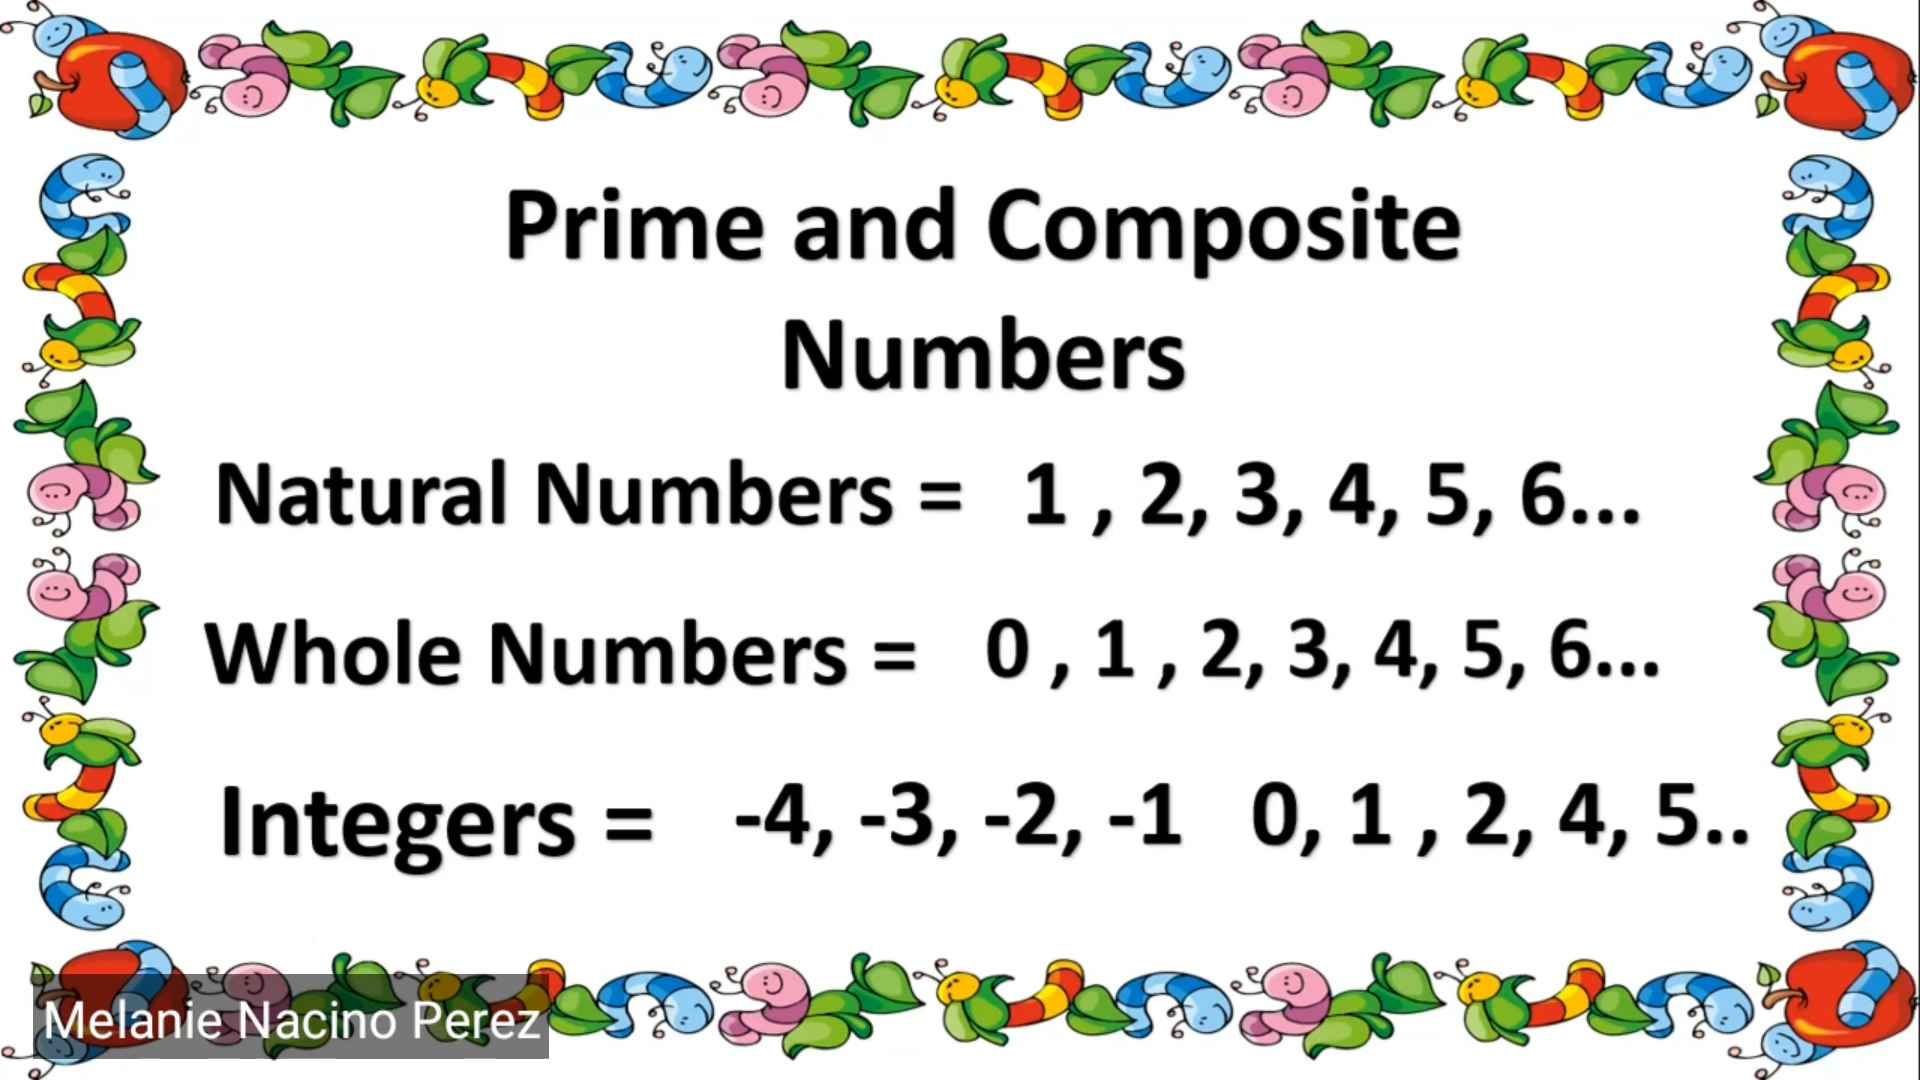 Prime and Composite
Numbers
Natural Numbers = 1 , 2, 3, 4, 5, 6...
Whole Numbers = 0 , 1 , 2, 3, 4, 5, 6...
Integers = -4, -3, -2, -1 0, 1 , 2, 4, 5..
Melanie Nacino Perez